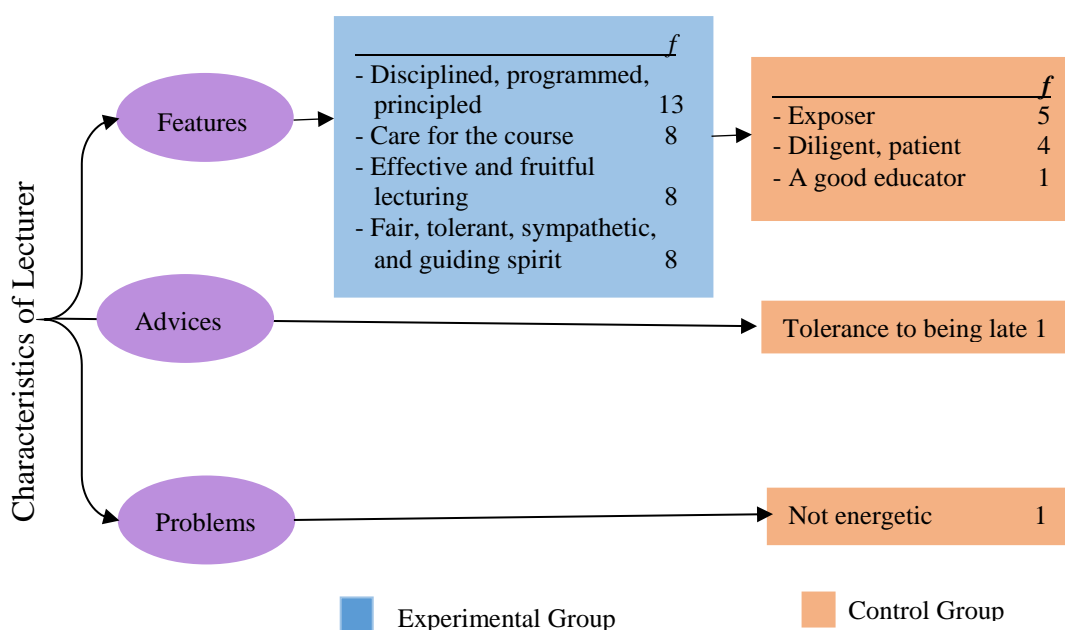 Characteristics of Lecturer
Features
f
- Disciplined, programmed,
principled 13
- Care for the course 8
- Effective and fruitful
lecturing 8
- Fair, tolerant, sympathetic,
and guiding spirit 8
f
- Exposer 5
- Diligent, patient 4
- A good educator 1
Advices
Tolerance to being late 1
Problems
Not energetic 1
Experimental Group
Control Group